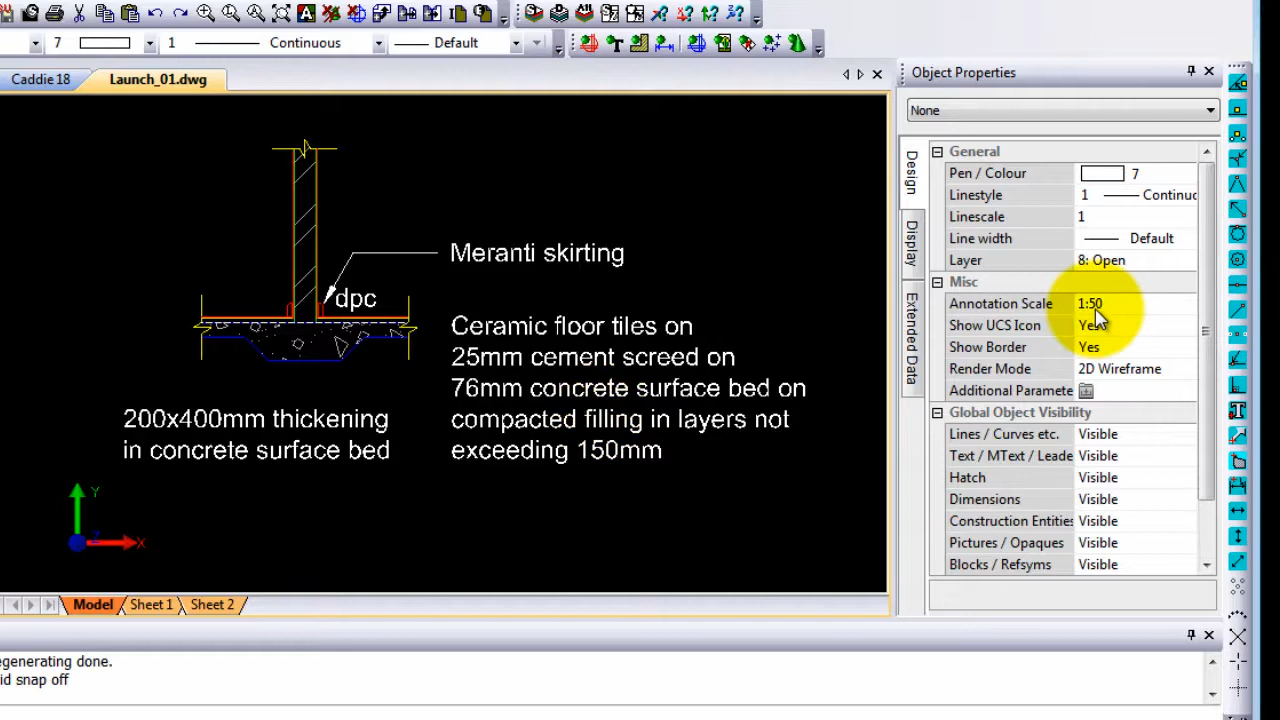 7
1
Continuous
Default
Caddie 18
Launch_01.dwg
Object Properties
None
Design
Display
Extended Data
General
Pen / Colour 7
Linestyle 1 Continuc
Linescale 1
Line width Default
Layer 8: Open
Misc
Annotation Scale 1:50
Show UCS Icon Yes
Show Border Yes
Render Mode 2D Wireframe
Additional Paramete
Global Object Visibility
Lines / Curves etc. Visible
Text / MText / Leade Visible
Hatch Visible
Dimensions Visible
Construction Entities Visible
Pictures / Opaques Visible
Blocks / Refsyms Visible
Meranti skirting
dpc
Ceramic floor tiles on
25mm cement screed on
76mm concrete surface bed on
compacted filling in layers not
exceeding 150mm
200x400mm thickening
in concrete surface bed
Y
Z
X
Model
Sheet 1
Sheet 2
egenerating done.
id snap off